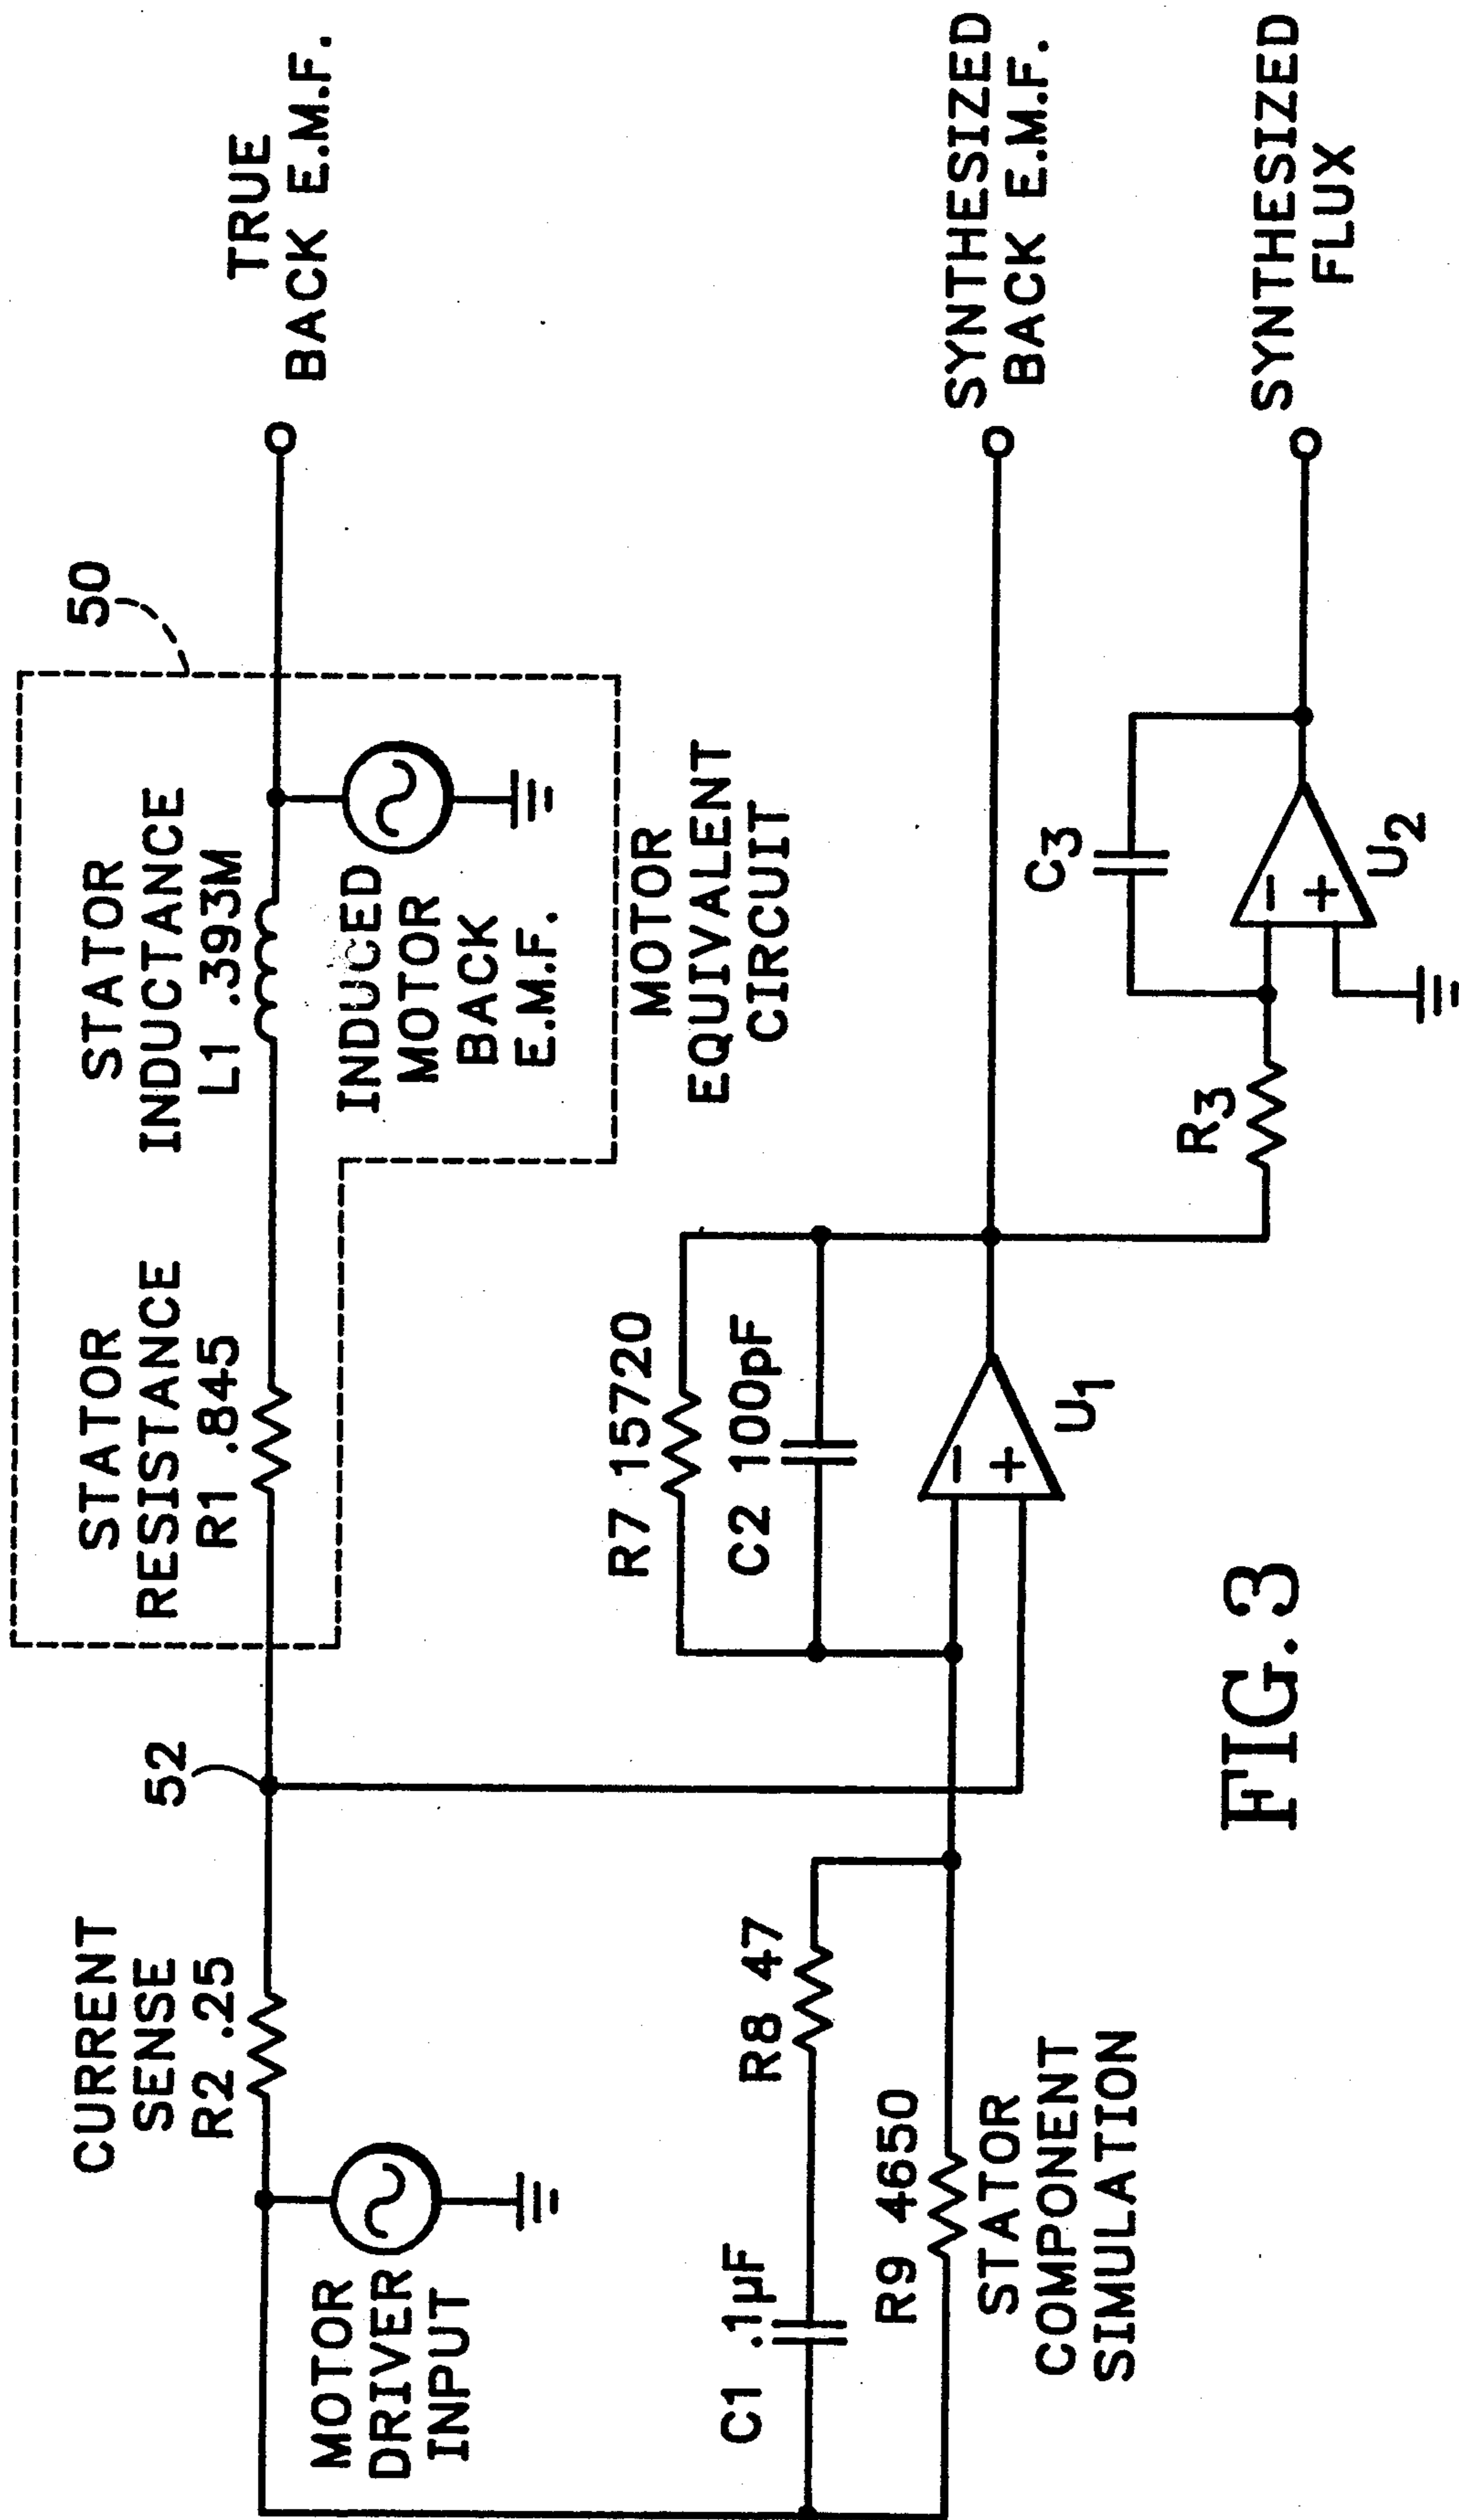 CURRENT
SENSE
R2 .25
52
STATOR
RESISTANCE
R1 .845
STATOR
INDUCTANCE
L1 .393M
50
TRUE
BACK E.M.F.
MOTOR
DRIVER
INPUT
INDUCED
MOTOR
BACK
E.M.F.
MOTOR
EQUIVALENT
CIRCUIT
C1 .1µF
R8 47
R9 4650
STATOR
COMPONENT
SIMULATION
R7 15720
C2 100pF
−
+
U1
SYNTHESIZED
BACK E.M.F.
R3
C3
−
+
U2
SYNTHESIZED
FLUX
FIG. 3